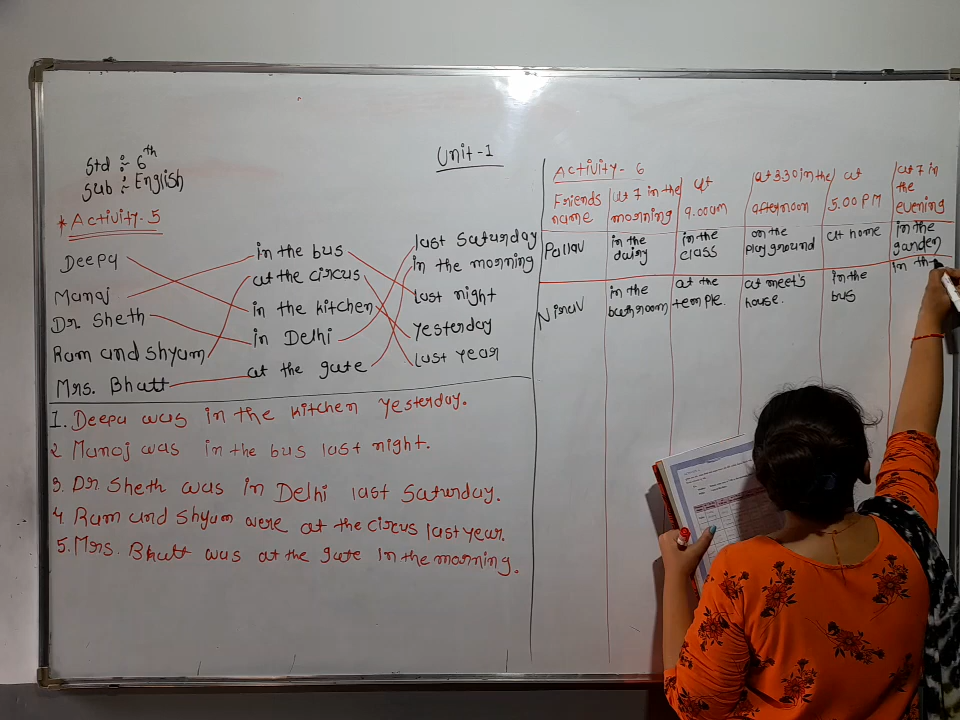 Std :- 6th
Sub :- English
Unit-1
* Activity-5
Deepa
Manoj
Dr. Sheth
Ram and shyam
Mrs. Bhatt
in the bus
at the circus
in the kitchen
in Delhi
at the gate
last saturday
in the morning
last night
yesterday
last year
1. Deepa was in the kitchen yesterday.
2 Manoj was in the bus last night.
3. Dr. Sheth was in Delhi last saturday.
4. Ram and shyam were at the circus last year.
5. Mrs. Bhatt was at the gate in the morning.
Activity- 6
Friends name
at 7 in the morning
at 9.00am
at 3:30 in the afternoon
at 5.00 PM
at 7 in the evening
Pallav
in the dairy
in the class
on the playground
at home
in the garden
Nirav
in the bathroom
at the temple.
at meet's house.
in the bus
in th